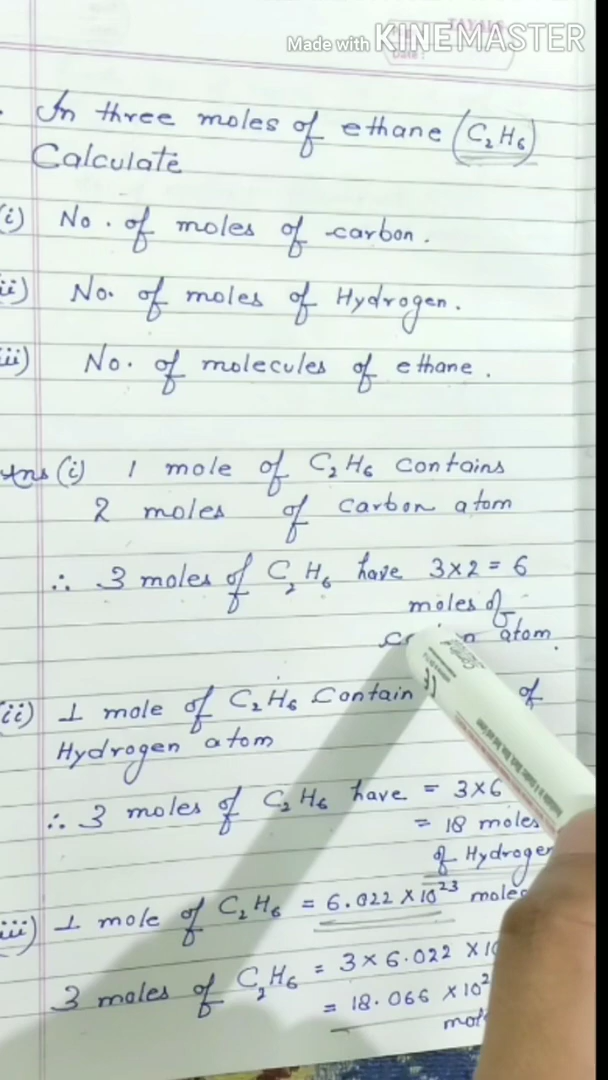 Made with KINEMASTER
Date:
In three moles of ethane (C₂H₆)
Calculate
(i) No. of moles of carbon.
ii) No. of moles of Hydrogen.
iii) No. of molecules of ethane.
Ans (i) 1 mole of C₂H₆ contains
2 moles of carbon atom
∴ 3 moles of C₂H₆ have 3×2 = 6
moles of
atom.
(ii) 1 mole of C₂H₆ Contain of
Hydrogen atom
∴ 3 moles of C₂H₆ have = 3×6
= 18 moles
of Hydrogen
iii) 1 mole of C₂H₆ = 6.022 × 10²³
3 moles of C₂H₆ = 3 × 6.022 ×
= 18.066 ×